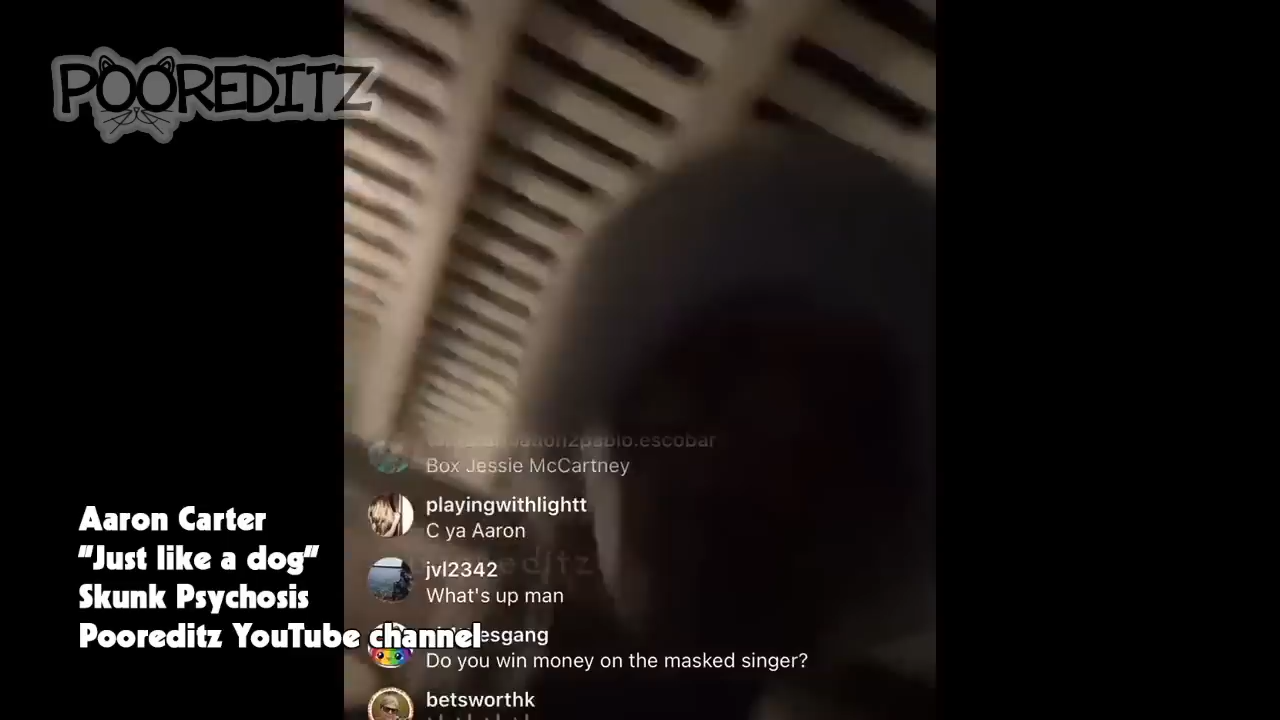 POOREDITZ
Box Jessie McCartney
playingwithlightt
C ya Aaron
jvl2342
What's up man
Do you win money on the masked singer?
betsworthk
Aaron Carter
"Just like a dog"
Skunk Psychosis
Pooreditz YouTube channel